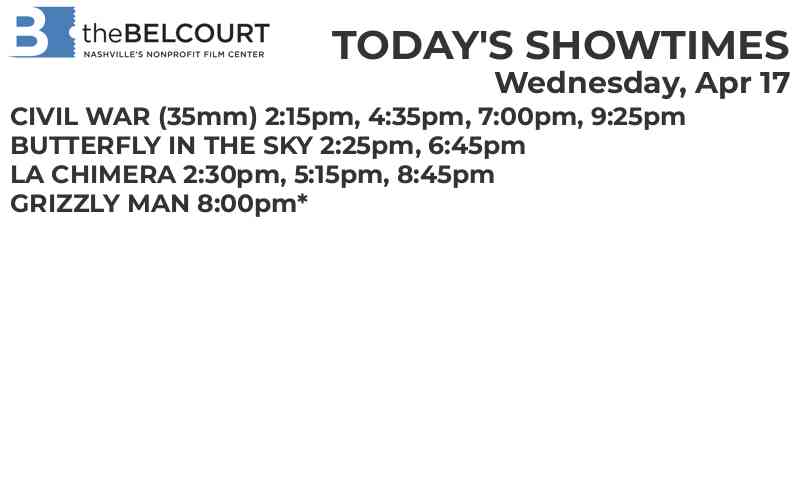 B theBELCOURT
NASHVILLE'S NONPROFIT FILM CENTER
TODAY'S SHOWTIMES
Wednesday, Apr 17
CIVIL WAR (35mm) 2:15pm, 4:35pm, 7:00pm, 9:25pm
BUTTERFLY IN THE SKY 2:25pm, 6:45pm
LA CHIMERA 2:30pm, 5:15pm, 8:45pm
GRIZZLY MAN 8:00pm*